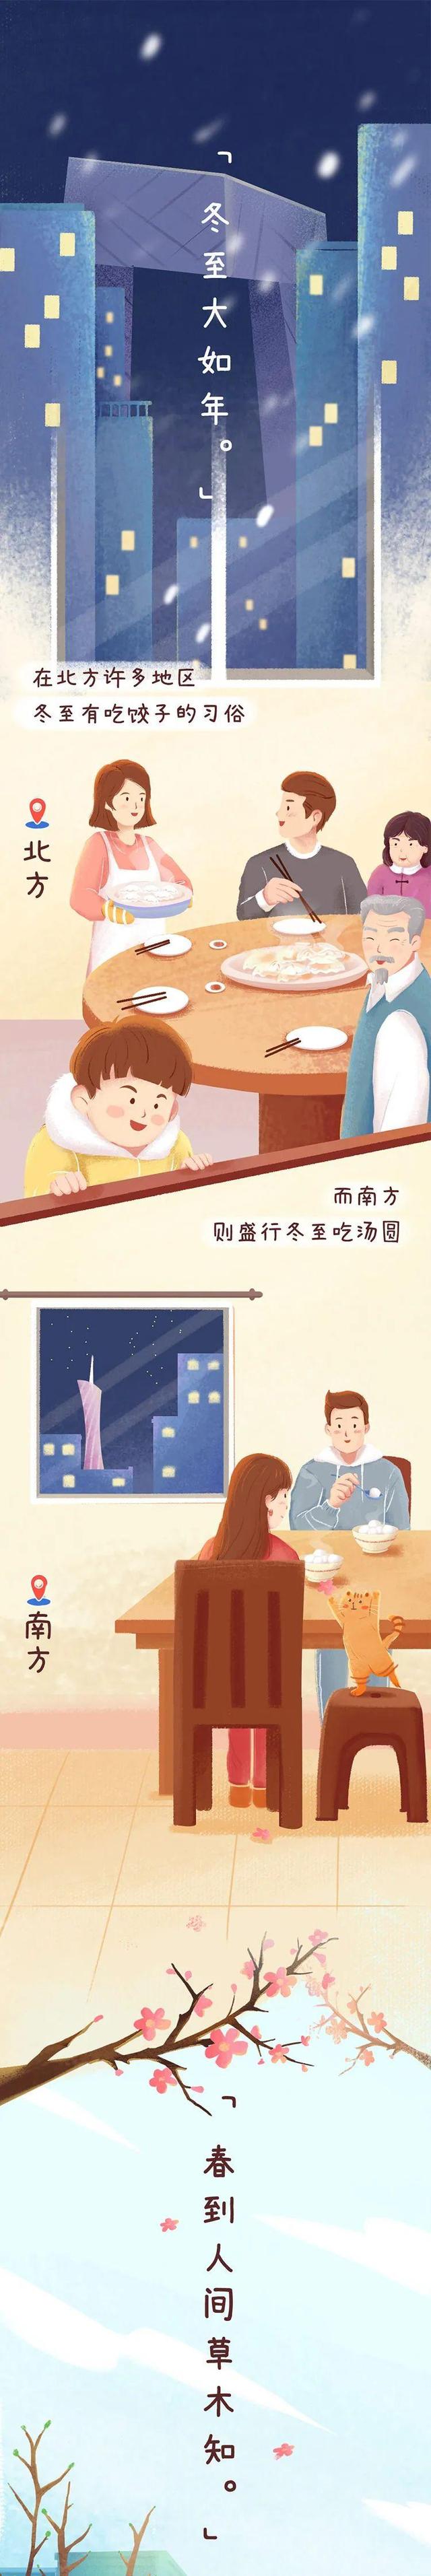 「冬至大如年。」
在北方许多地区
冬至有吃饺子的习俗
北方
而南方
则盛行冬至吃汤圆
南方
「春到人间草木知。」